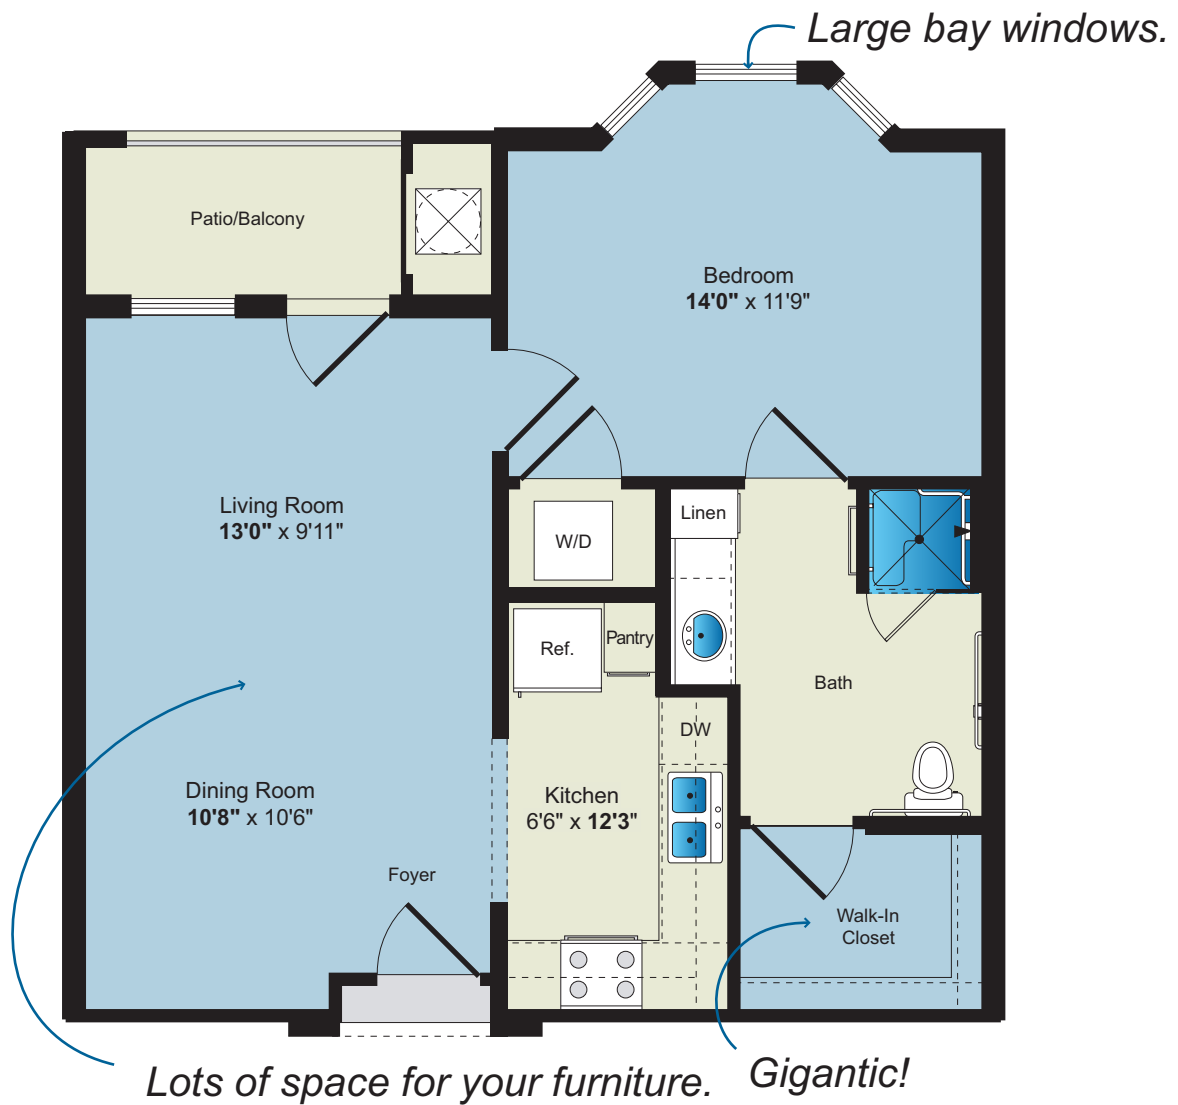 Large bay windows.
Patio/Balcony
Bedroom
14'0" x 11'9"
Living Room
13'0" x 9'11"
Linen
W/D
Ref.
Pantry
Bath
DW
Dining Room
10'8" x 10'6"
Kitchen
6'6" x 12'3"
Foyer
Walk-In
Closet
Lots of space for your furniture.
Gigantic!